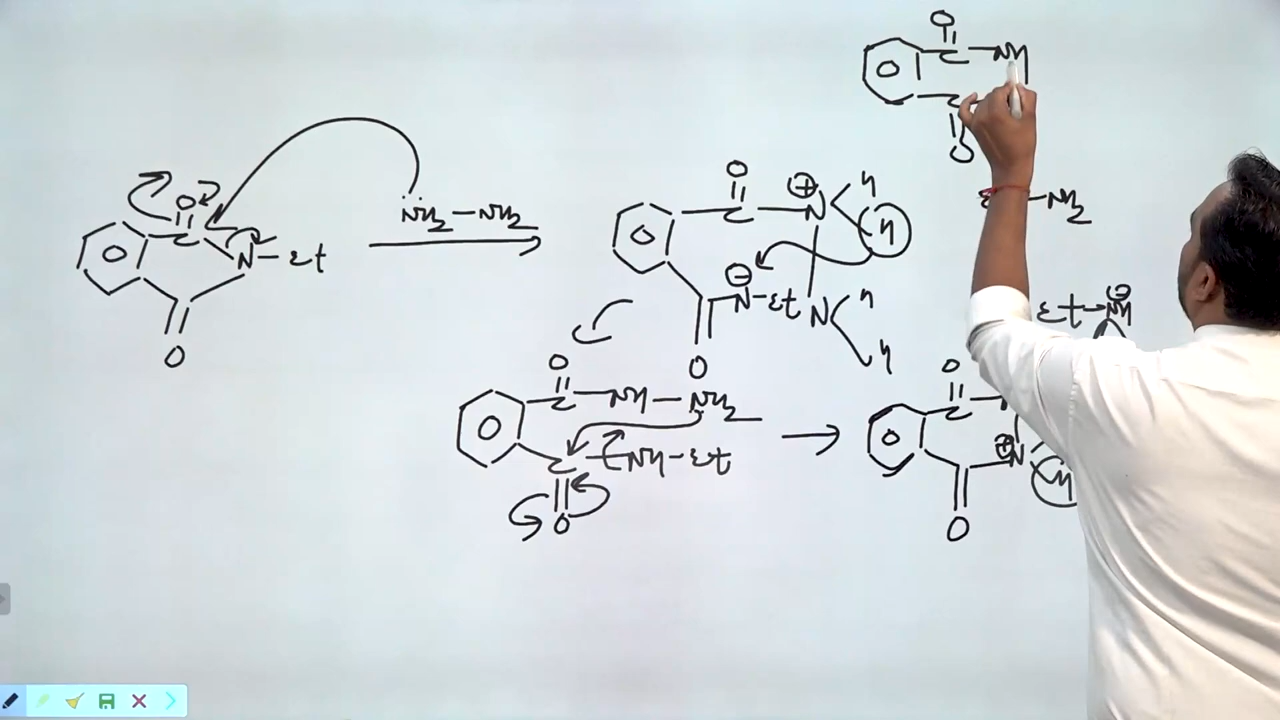 O
O C NH
C
O
NH2
O
C N - Et
C
O
NH2 - NH2
O
C N ⊕ H
H
⊖
N - Et N H
H
O
Et - NH ⊖
O
C NH - NH2
O
C NH - Et
O
O
C
O
⊕ N
H
O